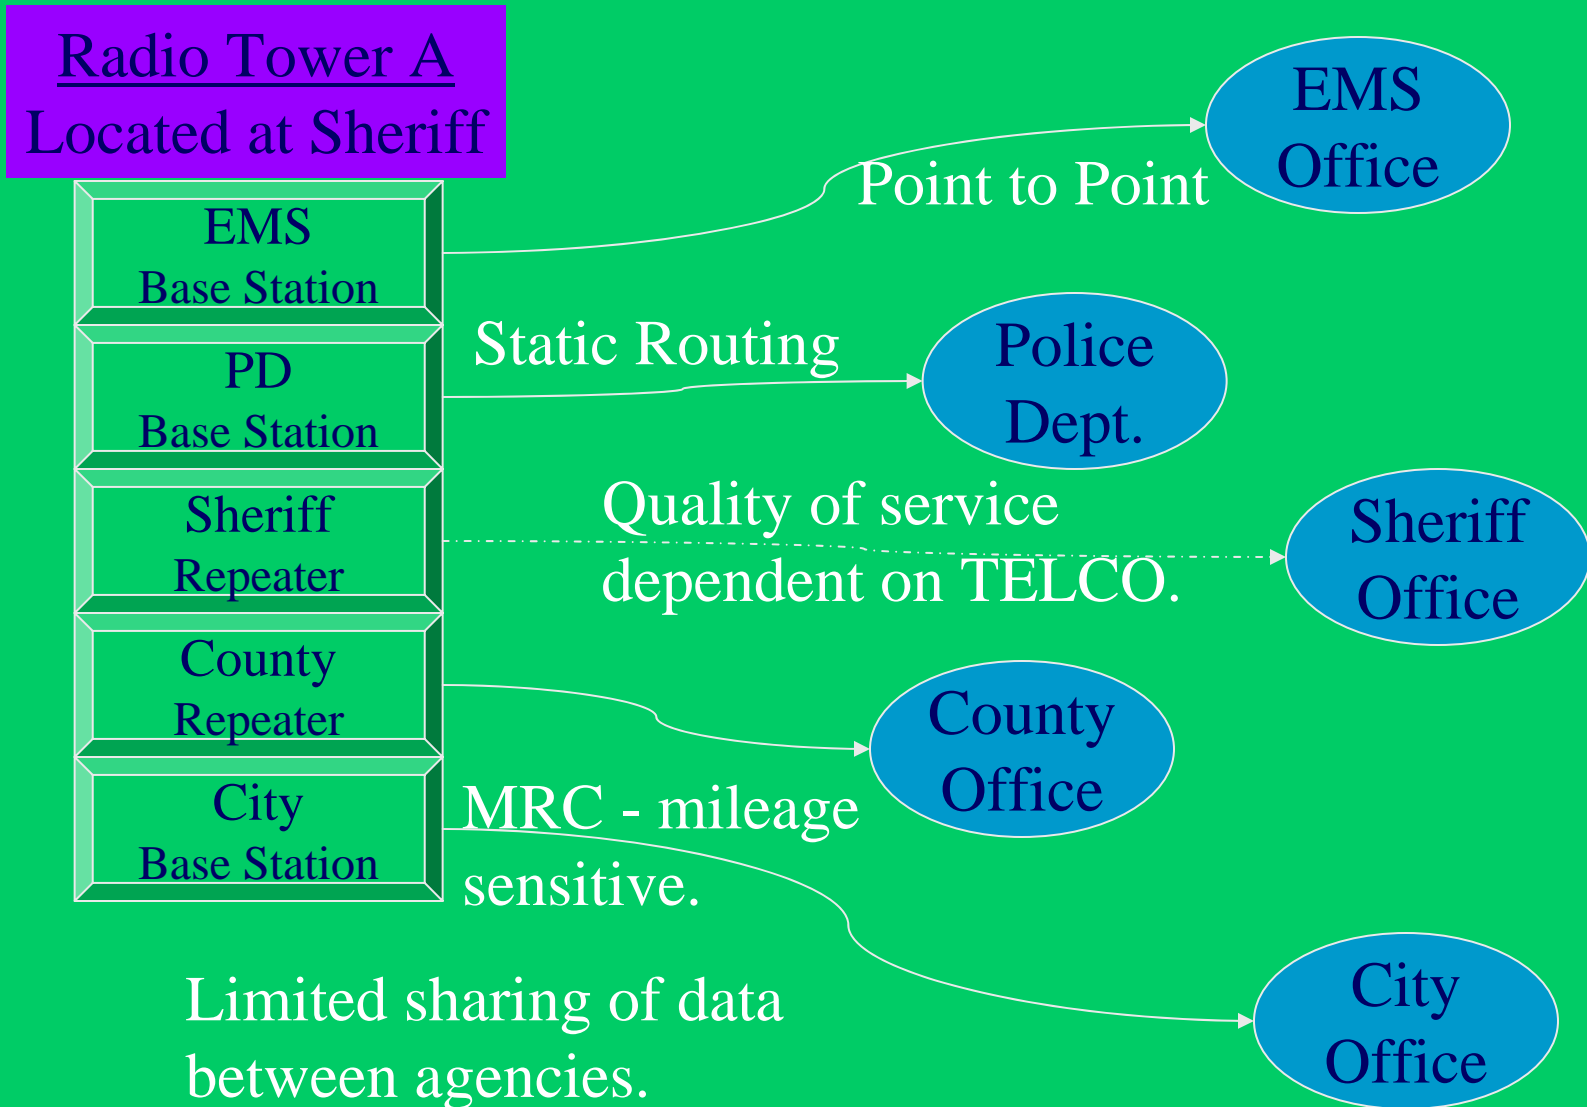 Radio Tower A
Located at Sheriff
EMS
Base Station
PD
Base Station
Sheriff
Repeater
County
Repeater
City
Base Station
Point to Point
EMS
Office
Static Routing
Police
Dept.
Quality of service
dependent on TELCO.
Sheriff
Office
County
Office
MRC - mileage
sensitive.
City
Office
Limited sharing of data
between agencies.